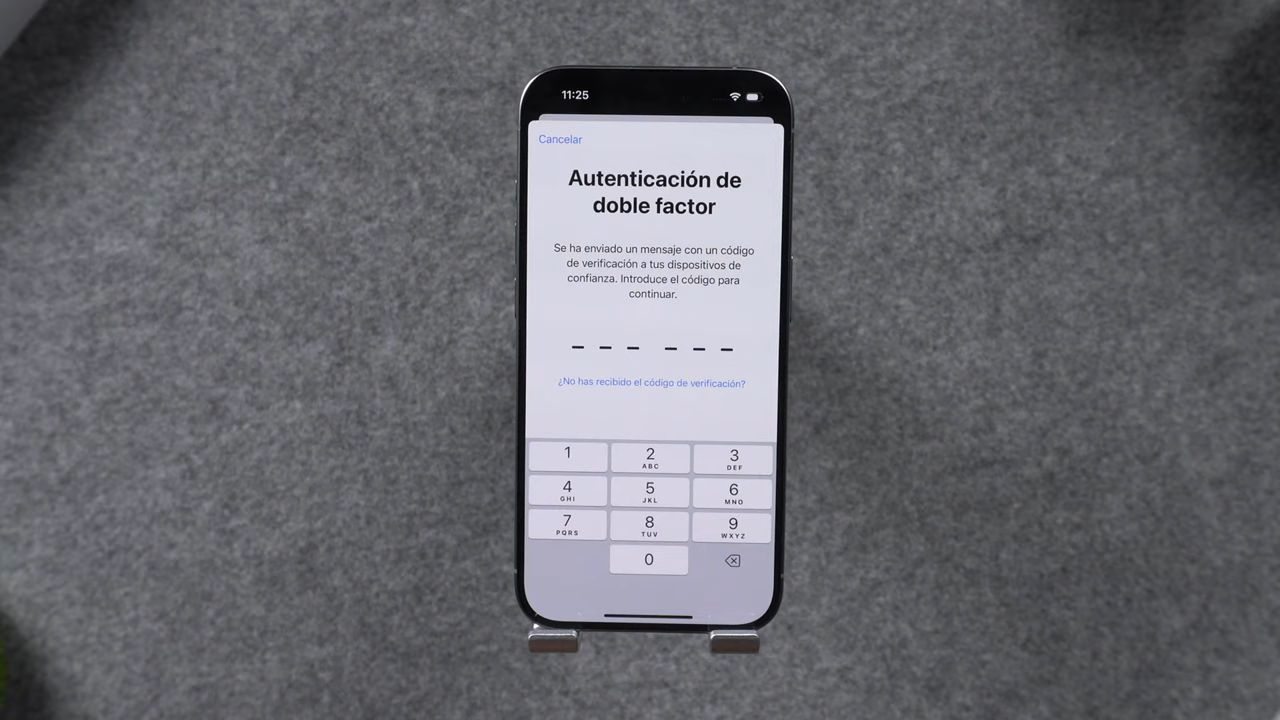 11:25
Cancelar
Autenticación de
doble factor
Se ha enviado un mensaje con un código
de verificación a tus dispositivos de
confianza. Introduce el código para
continuar.
¿No has recibido el código de verificación?
1 2 3
ABC DEF
4 5 6
GHI JKL MNO
7 8 9
PQRS TUV WXYZ
0